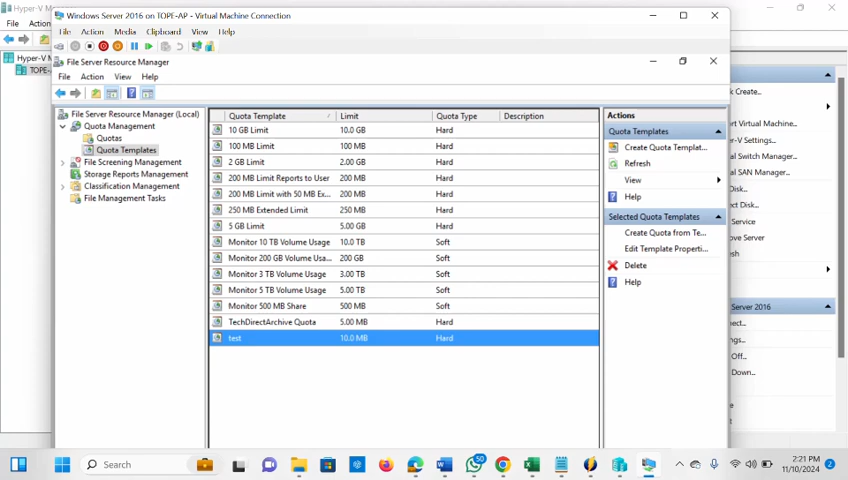 Hyper-V M
File
Action
Hyper-V M
TOPE-
Windows Server 2016 on TOPE-AP - Virtual Machine Connection
File Action Media Clipboard View Help
File Server Resource Manager
File Action View Help
File Server Resource Manager (Local)
Quota Management
Quotas
Quota Templates
File Screening Management
Storage Reports Management
Classification Management
File Management Tasks
Quota Template Limit Quota Type Description
10 GB Limit 10.0 GB Hard
100 MB Limit 100 MB Hard
2 GB Limit 2.00 GB Hard
200 MB Limit Reports to User 200 MB Hard
200 MB Limit with 50 MB Ex... 200 MB Hard
250 MB Extended Limit 250 MB Hard
5 GB Limit 5.00 GB Hard
Monitor 10 TB Volume Usage 10.0 TB Soft
Monitor 200 GB Volume Usa... 200 GB Soft
Monitor 3 TB Volume Usage 3.00 TB Soft
Monitor 5 TB Volume Usage 5.00 TB Soft
Monitor 500 MB Share 500 MB Soft
TechDirectArchive Quota 5.00 MB Hard
test 10.0 MB Hard
Actions
Quota Templates
Create Quota Templat...
Refresh
View
Help
Selected Quota Templates
Create Quota from Te...
Edit Template Properti...
Delete
Help
Create...
irtual Machine...
-V Settings...
l Switch Manager...
l SAN Manager...
Disk...
ect Disk...
Service
ove Server
esh
Server 2016
nect...
ngs...
Off...
Down...
Search
50
2:21 PM
11/10/2024
2